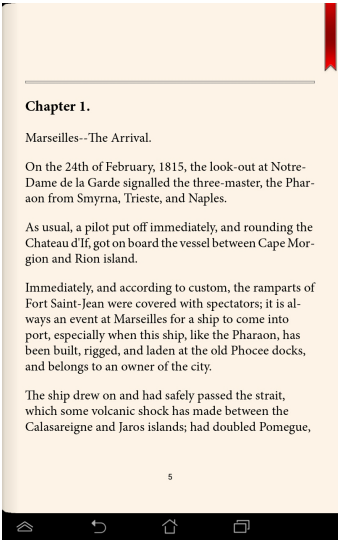 Chapter 1.
Marseilles--The Arrival.
On the 24th of February, 1815, the look-out at Notre-
Dame de la Garde signalled the three-master, the Phar-
aon from Smyrna, Trieste, and Naples.
As usual, a pilot put off immediately, and rounding the
Chateau d'If, got on board the vessel between Cape Mor-
gion and Rion island.
Immediately, and according to custom, the ramparts of
Fort Saint-Jean were covered with spectators; it is al-
ways an event at Marseilles for a ship to come into
port, especially when this ship, like the Pharaon, has
been built, rigged, and laden at the old Phocee docks,
and belongs to an owner of the city.
The ship drew on and had safely passed the strait,
which some volcanic shock has made between the
Calasareigne and Jaros islands; had doubled Pomegue,
5